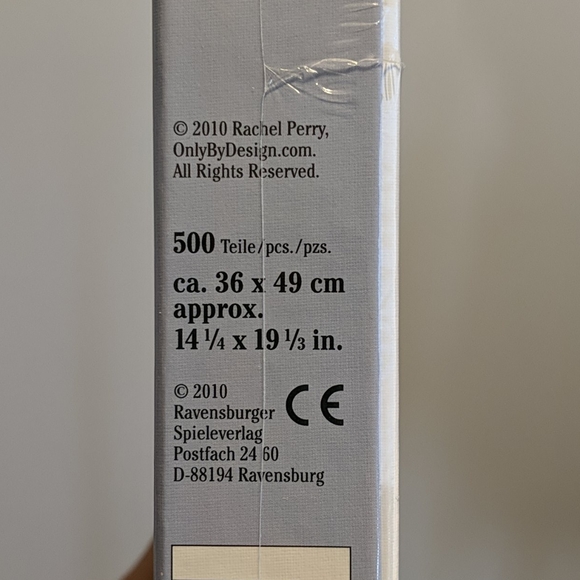 © 2010 Rachel Perry,
OnlyByDesign.com.
All Rights Reserved.
500 Teile/pcs./pzs.
ca. 36 x 49 cm
approx.
14 1/4 x 19 1/3 in.
© 2010
Ravensburger
Spieleverlag
Postfach 24 60
D-88194 Ravensburg
CE